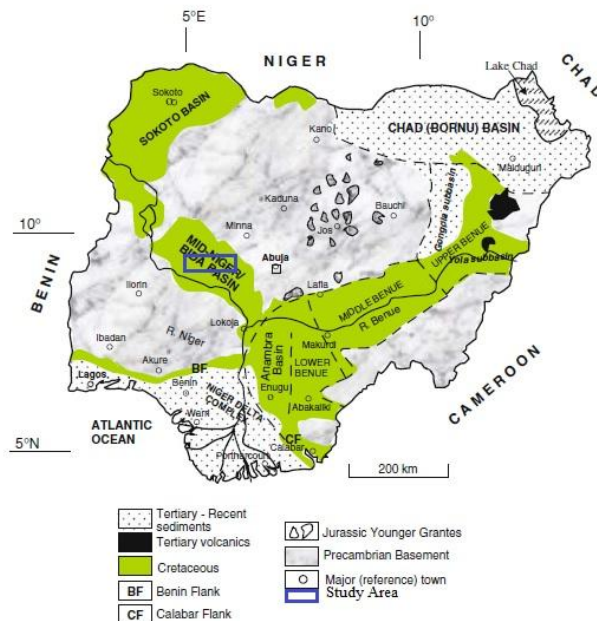 5°E
10°
NIGER
Lake Chad
CHAD
Sokoto
SOKOTO BASIN
Kano
CHAD (BORNU) BASIN
Maiduguri
Kaduna
Bauchi
Gongola subbasin
Jos
Minna
10°
UPPER BENUE
Yola subbasin
MID-NIGER/
BIDA BASIN
Abuja
BENIN
Ilorin
Lafia
MIDDLE BENUE
R. Benue
Lokoja
R. Niger
Makurdi
Ibadan
Akure
BF
Anambra
Basin
LOWER
BENUE
CAMEROON
Lagos
Benin
Enugu
Abakaliki
NIGER DELTA
COMPLEX
Warri
ATLANTIC
OCEAN
5°N
CF
Calabar
Portharcourt
200 km
Tertiary - Recent
sediments
Tertiary volcanics
Cretaceous
BF Benin Flank
CF Calabar Flank
Jurassic Younger Grantes
Precambrian Basement
Major (reference) town
Study Area